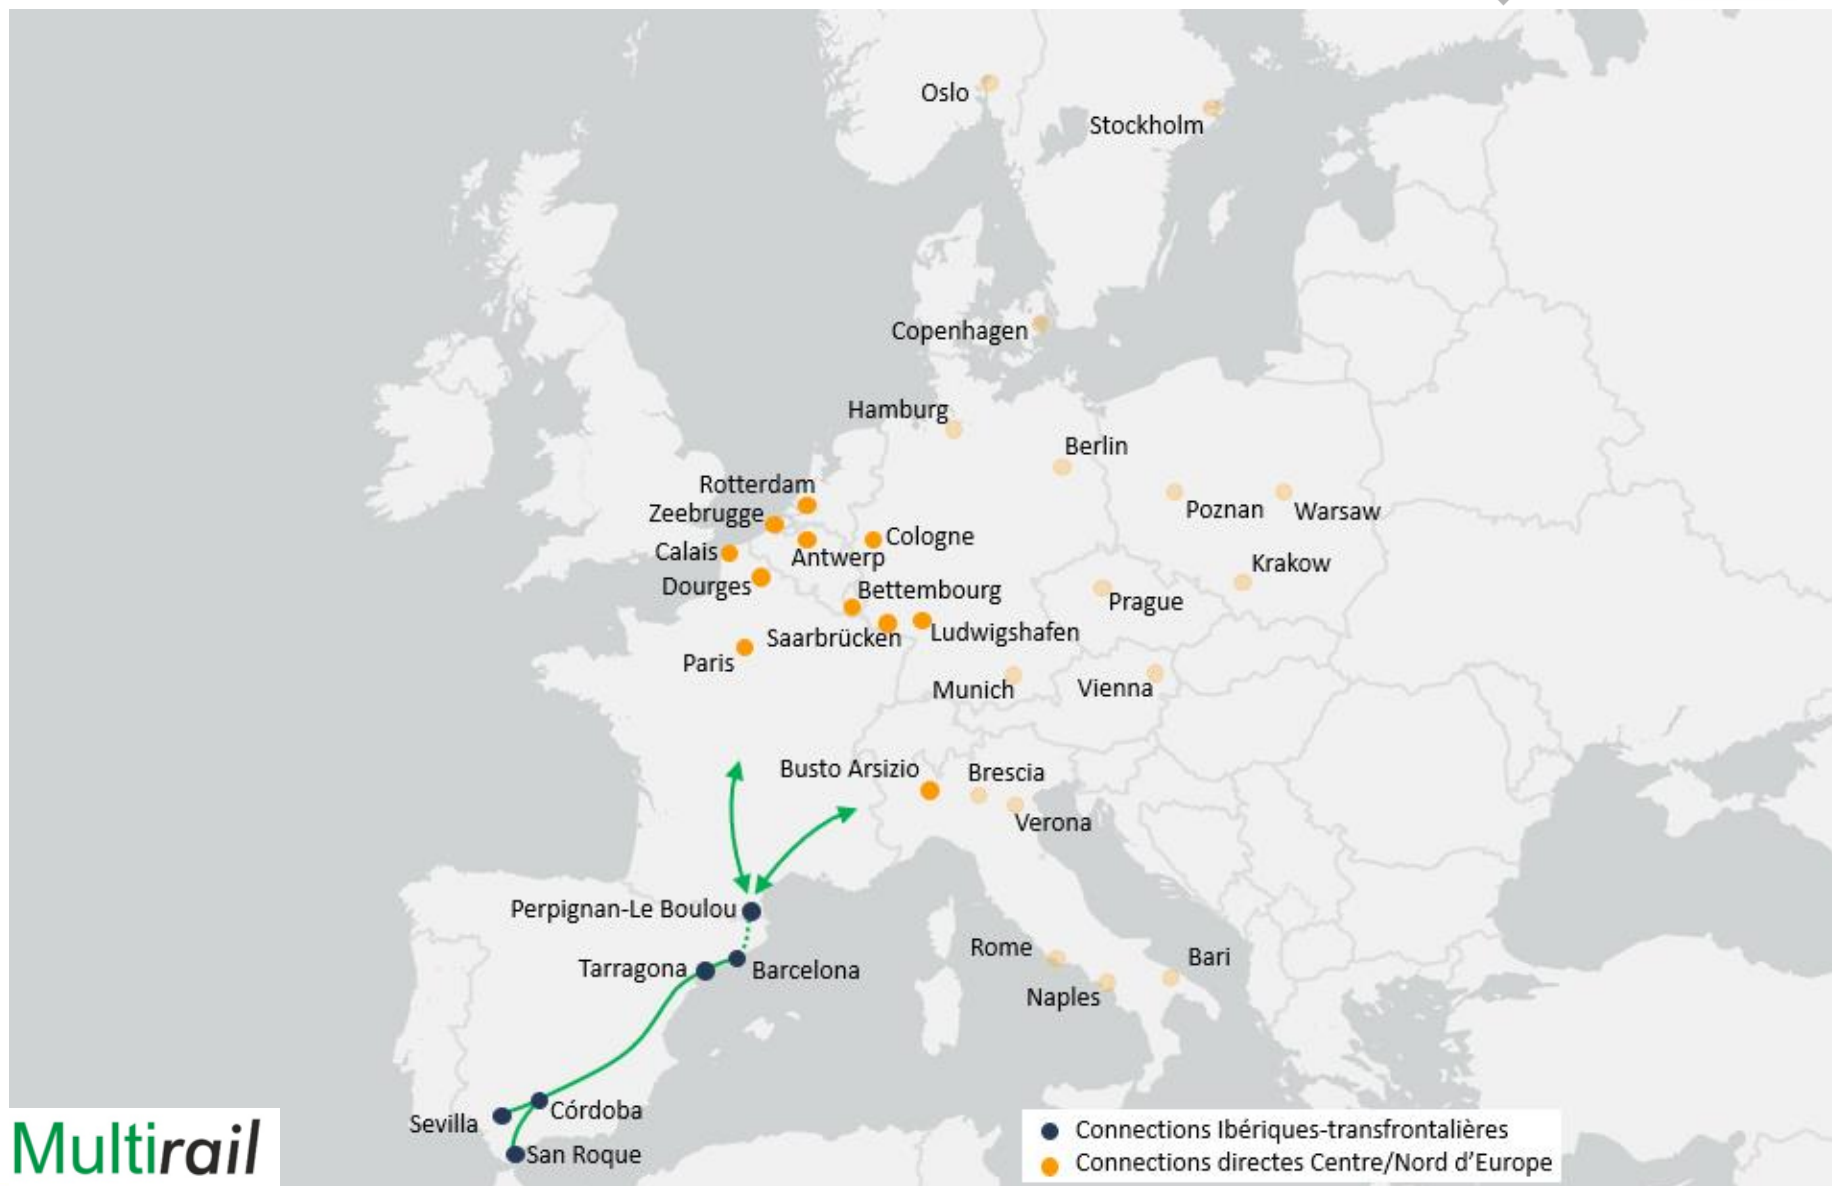 Oslo
Stockholm
Copenhagen
Hamburg
Berlin
Rotterdam
Zeebrugge
Poznan
Warsaw
Cologne
Calais
Antwerp
Krakow
Dourges
Bettembourg
Prague
Saarbrücken
Ludwigshafen
Paris
Munich
Vienna
Busto Arsizio
Brescia
Verona
Perpignan-Le Boulou
Rome
Bari
Tarragona
Barcelona
Naples
Córdoba
Sevilla
San Roque
Multirail
Connections Ibériques-transfrontalières
Connections directes Centre/Nord d'Europe